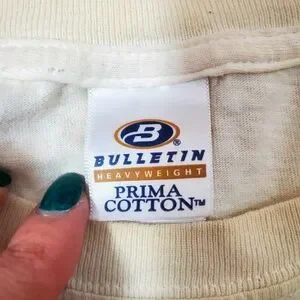 B®
BULLETIN
HEAVYWEIGHT
PRIMA
COTTON™